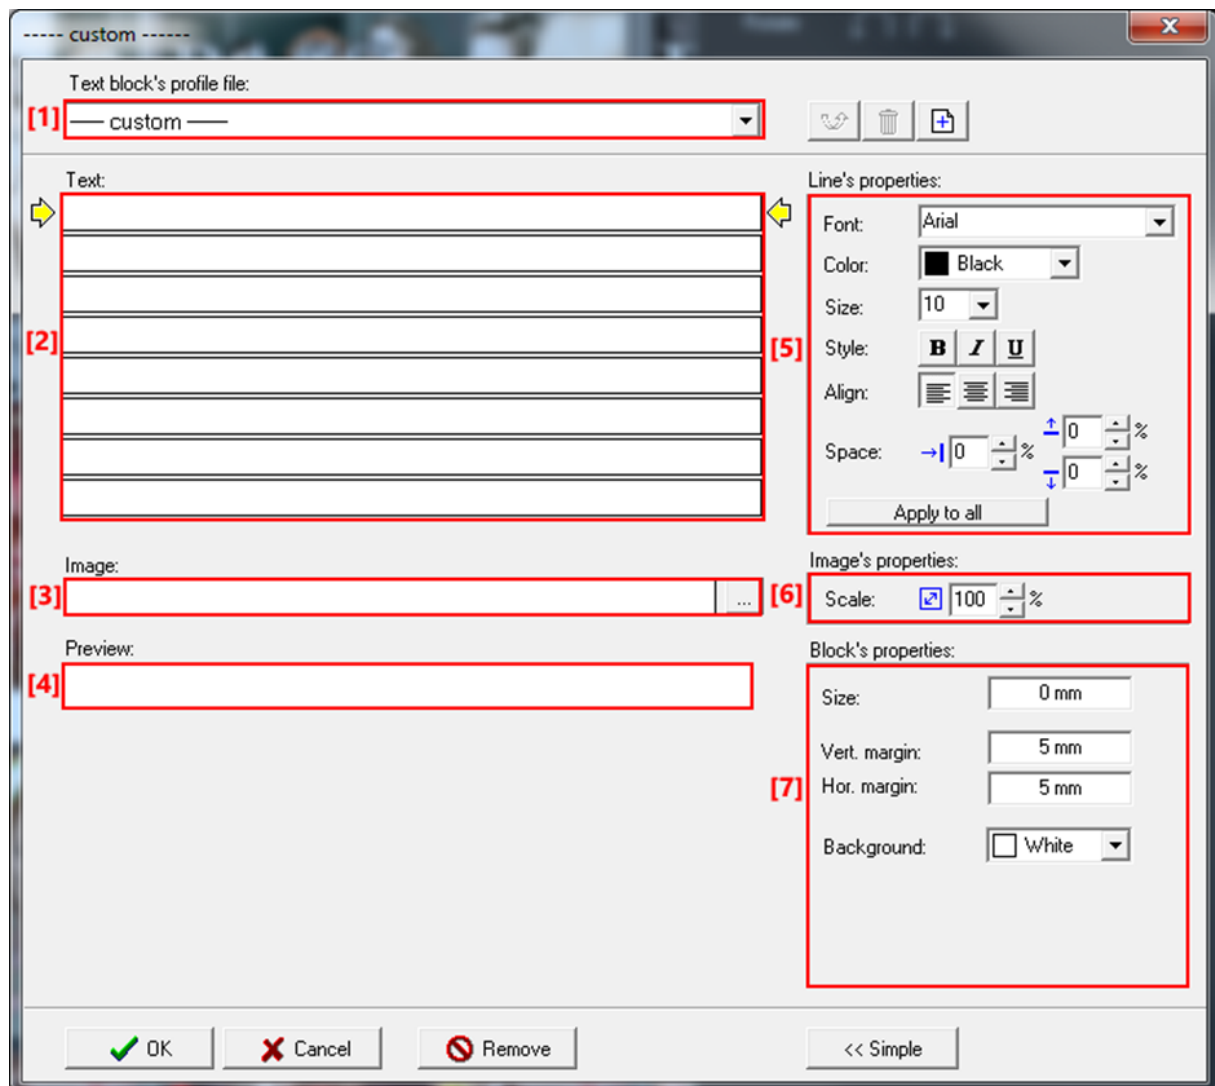 ----- custom ------
Text block's profile file:
[1] —– custom —–
Text:
[2]
Line's properties:
Font: Arial
Color: Black
Size: 10
[5] Style: B I U
Align:
Space: 0 % 0 %
0 %
Apply to all
Image:
[3] ...
Image's properties:
[6] Scale: 100 %
Preview:
[4]
Block's properties:
Size: 0 mm
Vert. margin: 5 mm
[7] Hor. margin: 5 mm
Background: White
OK Cancel Remove << Simple